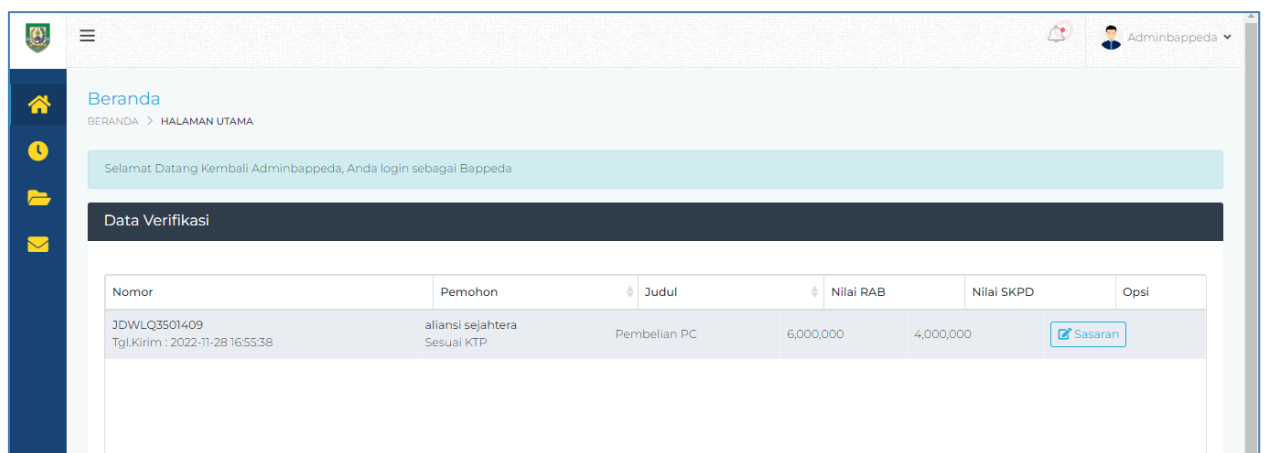 Adminbappeda
Beranda
BERANDA > HALAMAN UTAMA
Selamat Datang Kembali Adminbappeda, Anda login sebagai Bappeda
Data Verifikasi
Nomor Pemohon Judul Nilai RAB Nilai SKPD Opsi
JDWLQ3501409 aliansi sejahtera Pembelian PC 6,000,000 4,000,000 Sasaran
Tgl.Kirim : 2022-11-28 16:55:38 Sesuai KTP